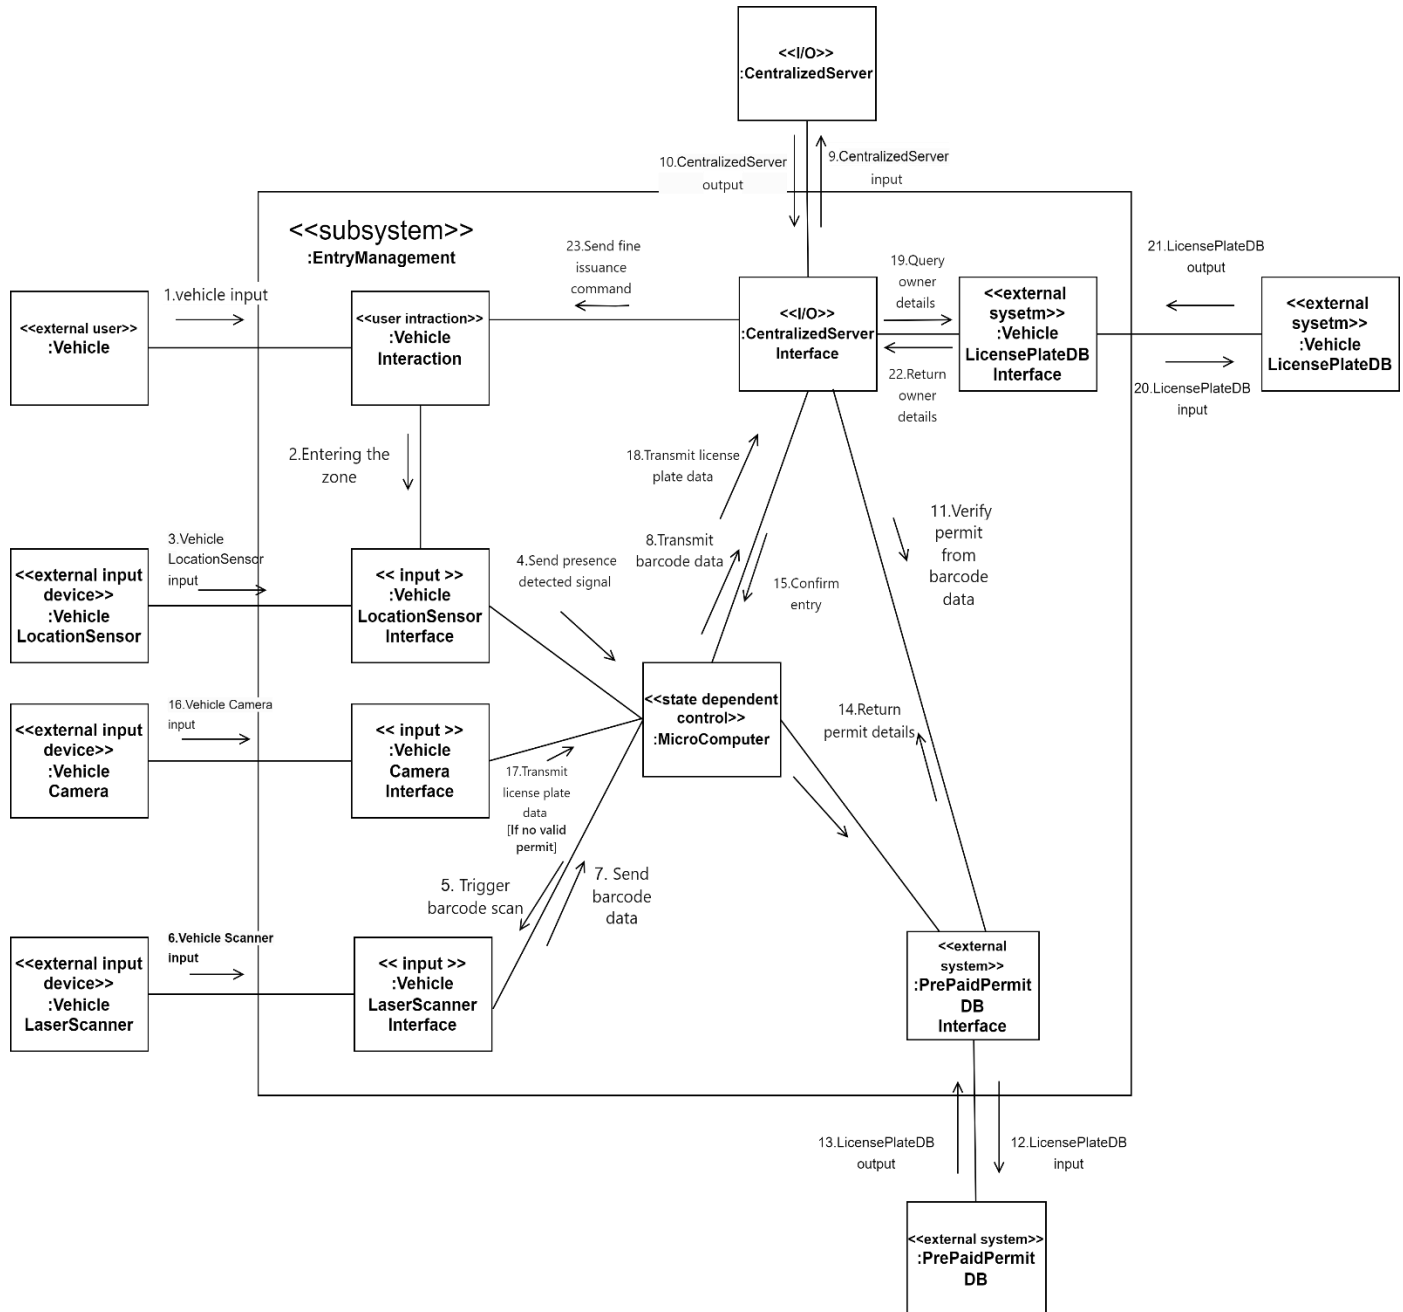 <<I/O>>
:CentralizedServer
10.CentralizedServer
output
9.CentralizedServer
input
<<subsystem>>
:EntryManagement
23.Send fine
issuance
command
19.Query
owner
details
21.LicensePlateDB
output
1.vehicle input
<<external user>>
:Vehicle
<<user intraction>>
:Vehicle
Interaction
<<I/O>>
:CentralizedServer
Interface
<<external
sysetm>>
:Vehicle
LicensePlateDB
Interface
<<external
sysetm>>
:Vehicle
LicensePlateDB
22.Return
owner
details
20.LicensePlateDB
input
2.Entering the
zone
18.Transmit license
plate data
3.Vehicle
LocationSensor
input
4.Send presence
detected signal
8.Transmit
barcode data
15.Confirm
entry
11.Verify
permit
from
barcode
data
<<external input
device>>
:Vehicle
LocationSensor
<< input >>
:Vehicle
LocationSensor
Interface
16.Vehicle Camera
input
<<external input
device>>
:Vehicle
Camera
<< input >>
:Vehicle
Camera
Interface
<<state dependent
control>>
:MicroComputer
14.Return
permit details
17.Transmit
license plate
data
[If no valid
permit]
5. Trigger
barcode scan
7. Send
barcode
data
6.Vehicle Scanner
input
<<external input
device>>
:Vehicle
LaserScanner
<< input >>
:Vehicle
LaserScanner
Interface
<<external
system>>
:PrePaidPermit
DB
Interface
13.LicensePlateDB
output
12.LicensePlateDB
input
<<external system>>
:PrePaidPermit
DB